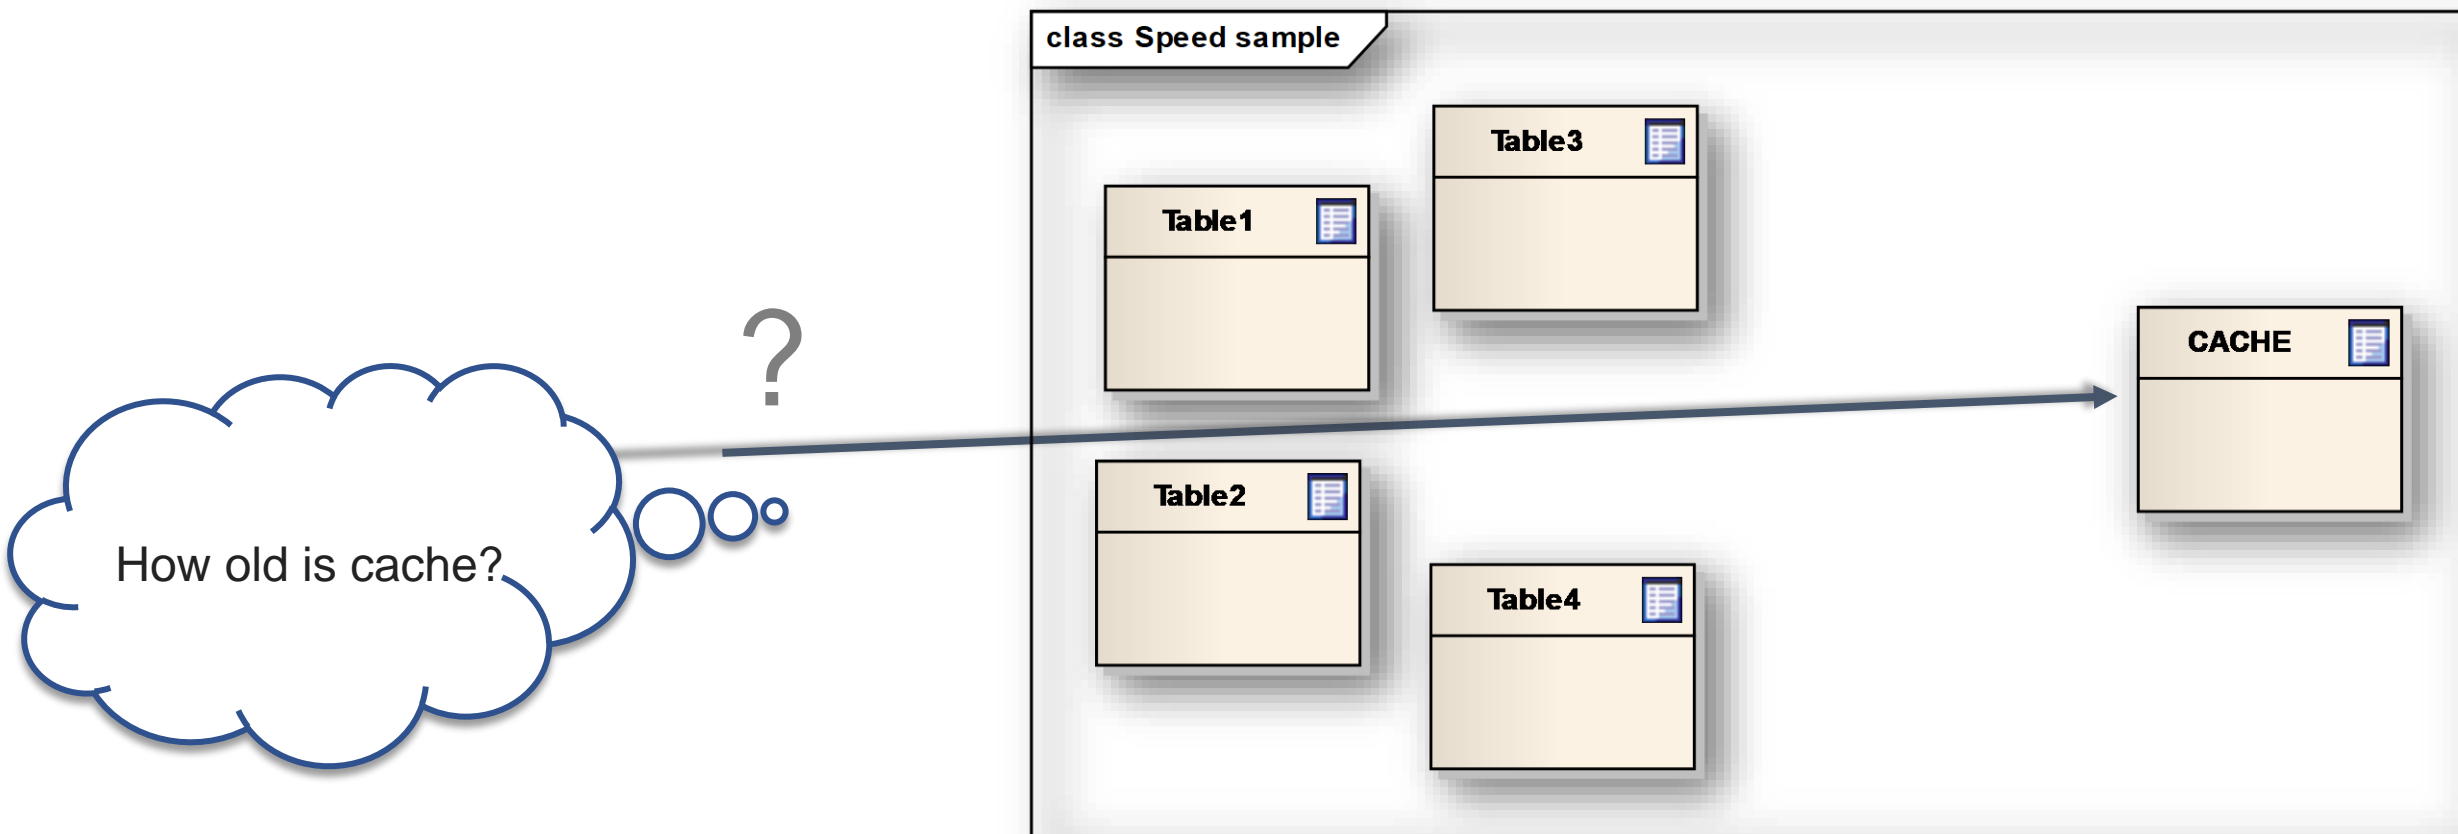 class Speed sample
Table3
Table1
?
CACHE
Table2
How old is cache?
Table4